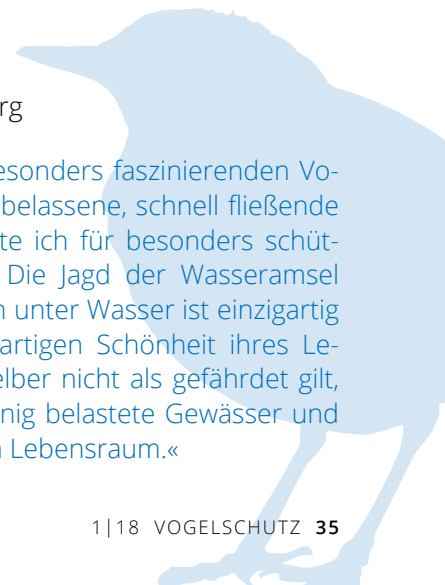 rg
esonders faszinierenden Vo-
belassene, schnell fließende
te ich für besonders schüt-
Die Jagd der Wasseramsel
n unter Wasser ist einzigartig
artigen Schönheit ihres Le-
elber nicht als gefährdet gilt,
nig belastete Gewässer und
n Lebensraum.«
1|18 VOGELSCHUTZ 35